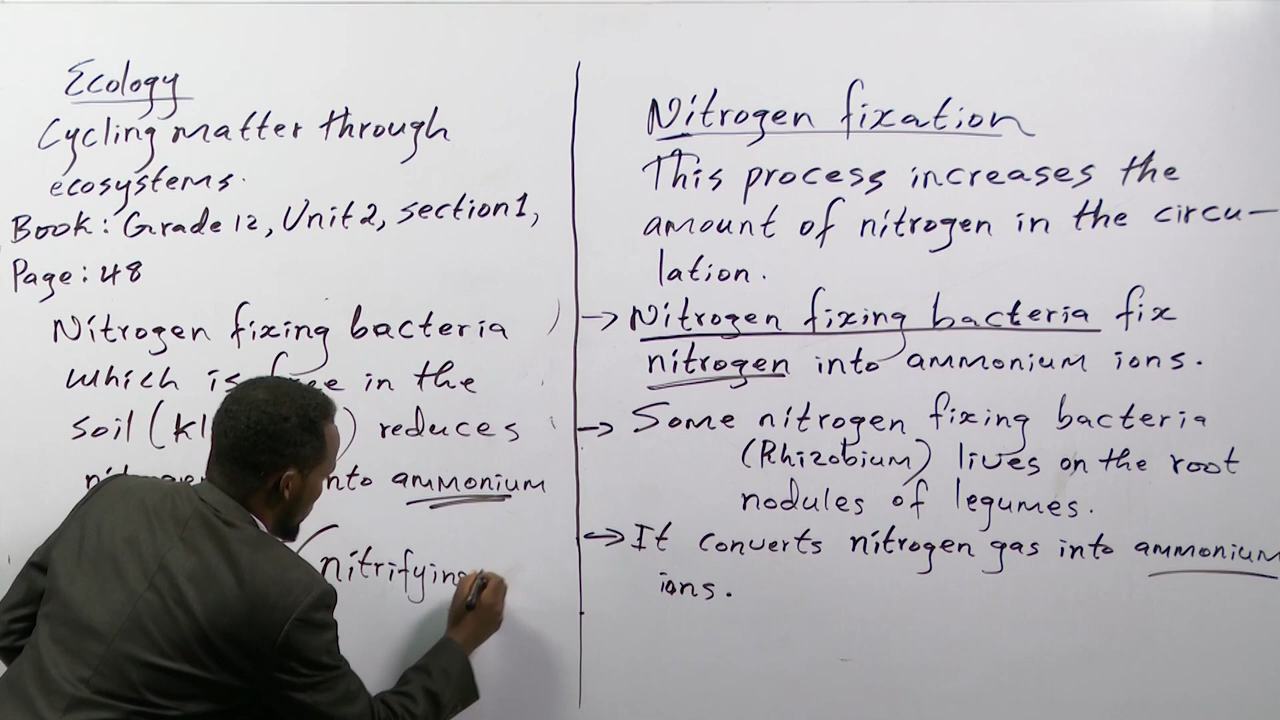 Ecology
Cycling matter through
ecosystems.
Book: Grade 12, Unit 2, section 1,
Page: 48
Nitrogen fixing bacteria
which is free in the
soil ( ) reduces
into ammonium
(nitrifying
Nitrogen fixation
This process increases the
amount of nitrogen in the circu-
lation.
→ Nitrogen fixing bacteria fix
nitrogen into ammonium ions.
→ Some nitrogen fixing bacteria
(Rhizobium) lives on the root
nodules of legumes.
→ It converts nitrogen gas into ammonium
ions.